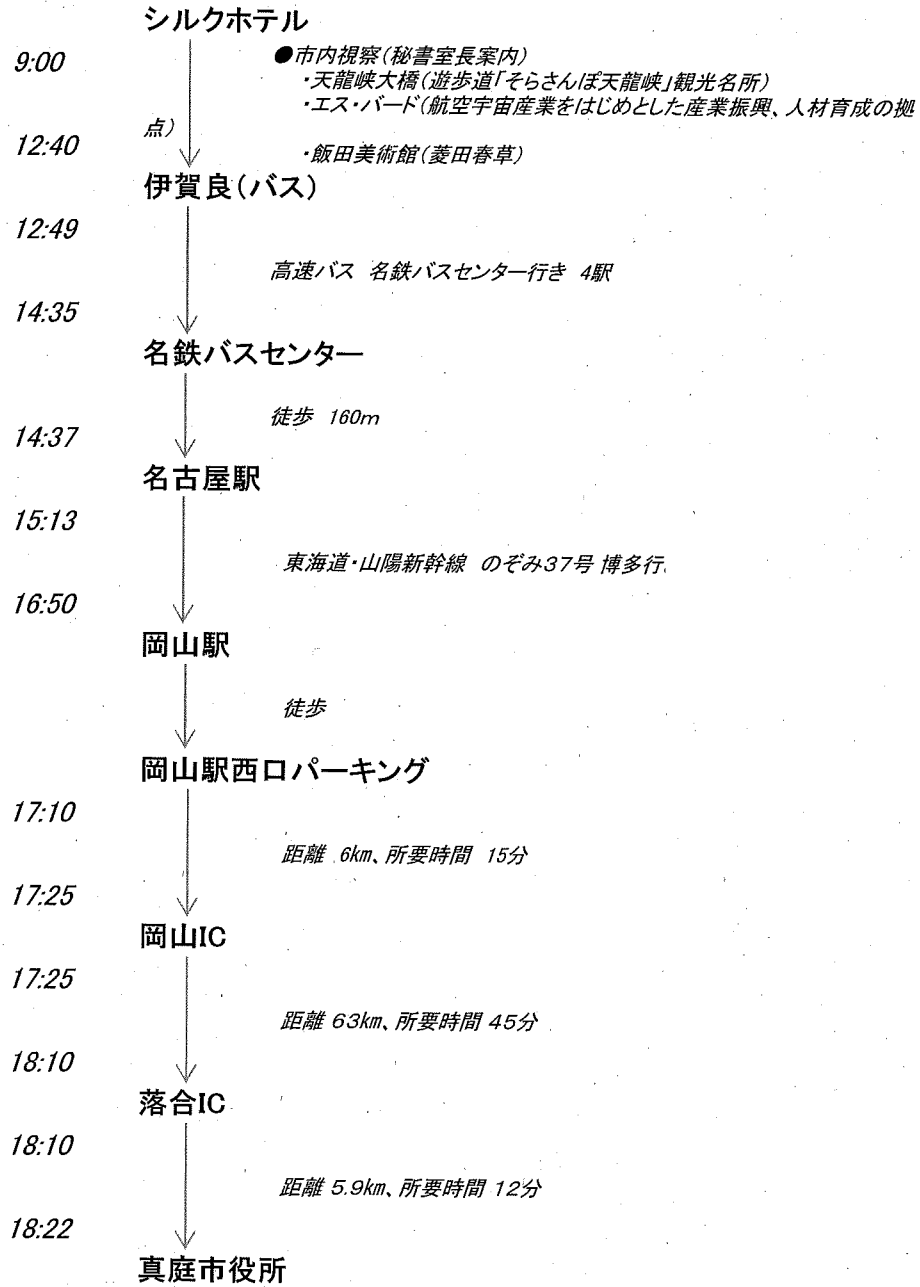 シルクホテル
9:00
●市内視察(秘書室長案内)
・天龍峡大橋(遊歩道「そらさんぽ天龍峡」観光名所)
・エス・バード(航空宇宙産業をはじめとした産業振興、人材育成の拠
点)
12:40
・飯田美術館(菱田春草)
伊賀良(バス)
12:49
高速バス 名鉄バスセンター行き 4駅
14:35
名鉄バスセンター
徒歩 160m
14:37
名古屋駅
15:13
東海道・山陽新幹線 のぞみ37号 博多行
16:50
岡山駅
徒歩
岡山駅西口パーキング
17:10
距離 6km、所要時間 15分
17:25
岡山IC
17:25
距離 63km、所要時間 45分
18:10
落合IC
18:10
距離 5.9km、所要時間 12分
18:22
真庭市役所